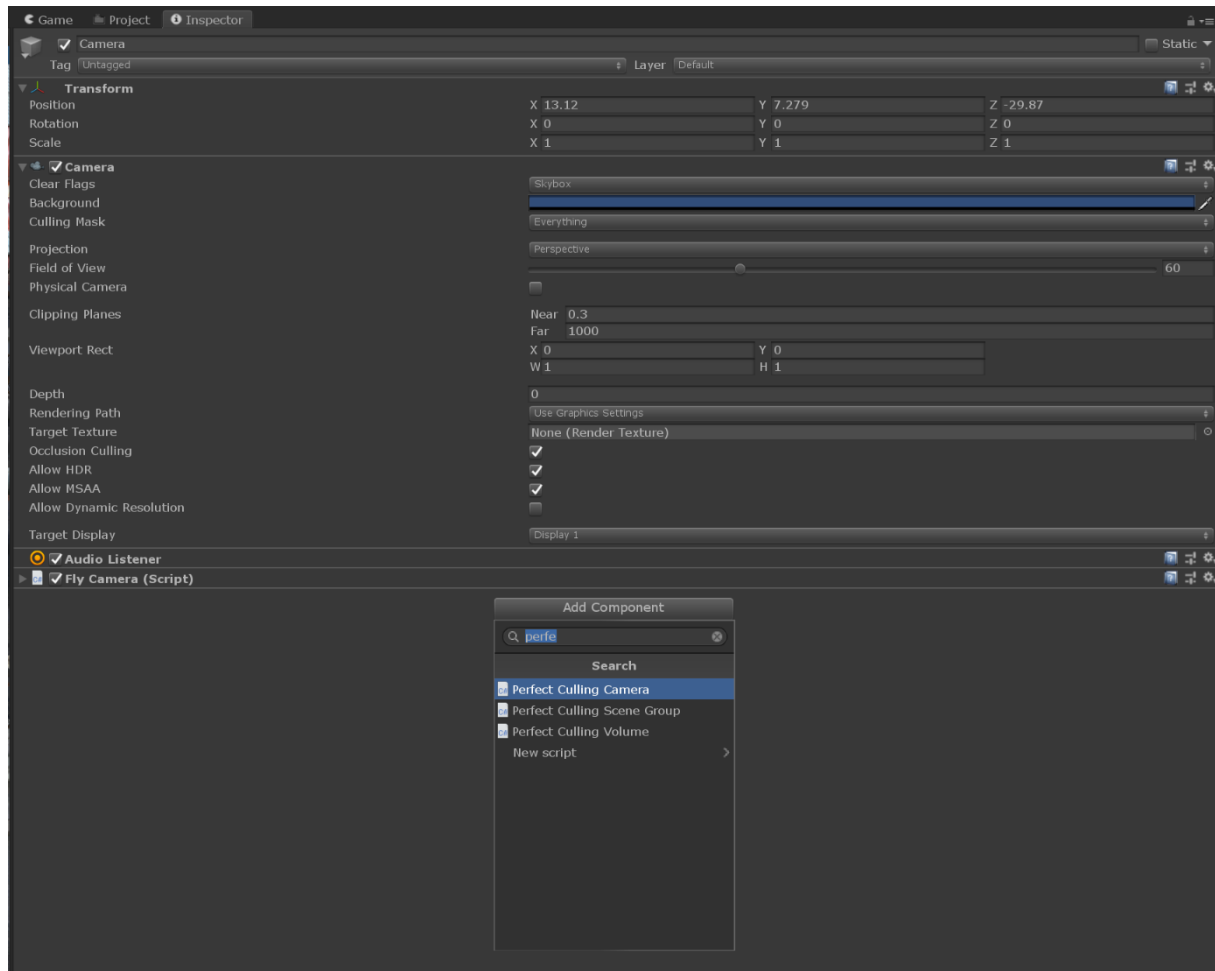 Game Project Inspector
Camera Static
Tag Untagged Layer Default
Transform
Position X 13.12 Y 7.279 Z -29.87
Rotation X 0 Y 0 Z 0
Scale X 1 Y 1 Z 1
Camera
Clear Flags Skybox
Background
Culling Mask Everything
Projection Perspective
Field of View 60
Physical Camera
Clipping Planes Near 0.3
Far 1000
Viewport Rect X 0 Y 0
W 1 H 1
Depth 0
Rendering Path Use Graphics Settings
Target Texture None (Render Texture)
Occlusion Culling
Allow HDR
Allow MSAA
Allow Dynamic Resolution
Target Display Display 1
Audio Listener
Fly Camera (Script)
Add Component
perfe
Search
Perfect Culling Camera
Perfect Culling Scene Group
Perfect Culling Volume
New script